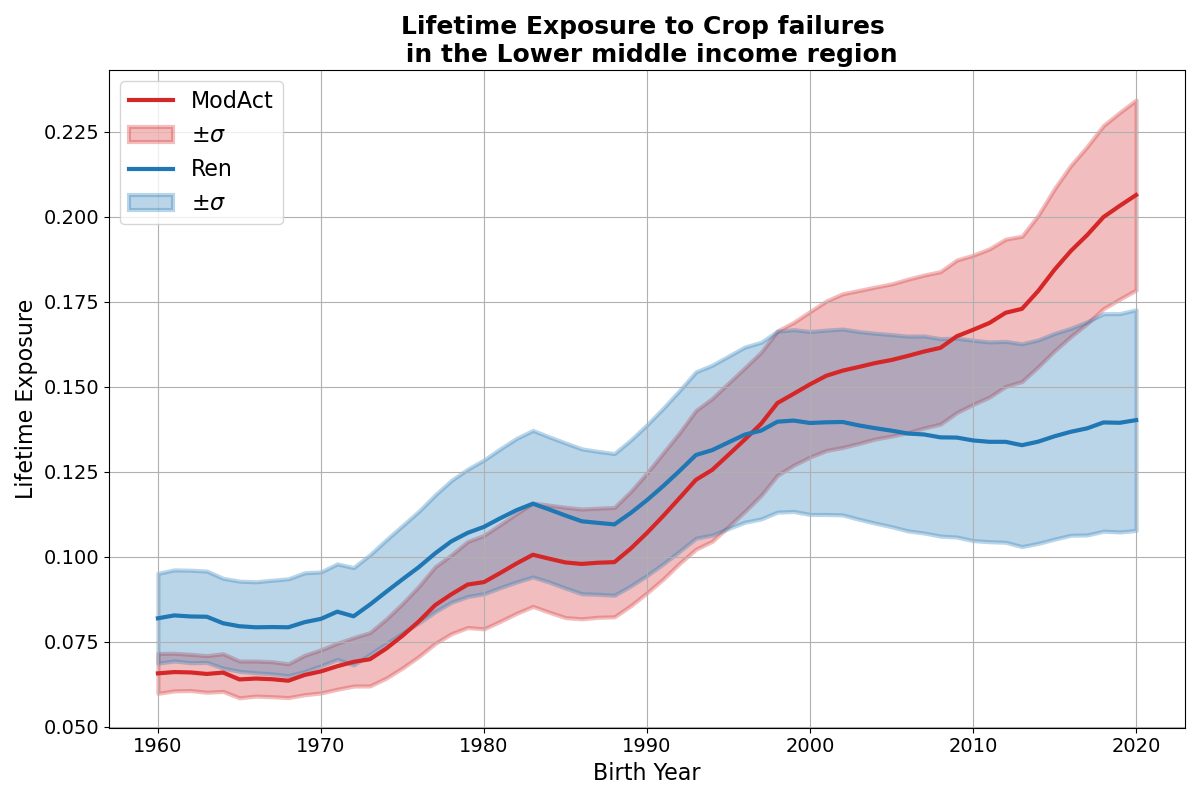 Lifetime Exposure to Crop failures
in the Lower middle income region
ModAct
±σ
Ren
±σ
Lifetime Exposure
0.225
0.200
0.175
0.150
0.125
0.100
0.075
0.050
1960 1970 1980 1990 2000 2010 2020
Birth Year